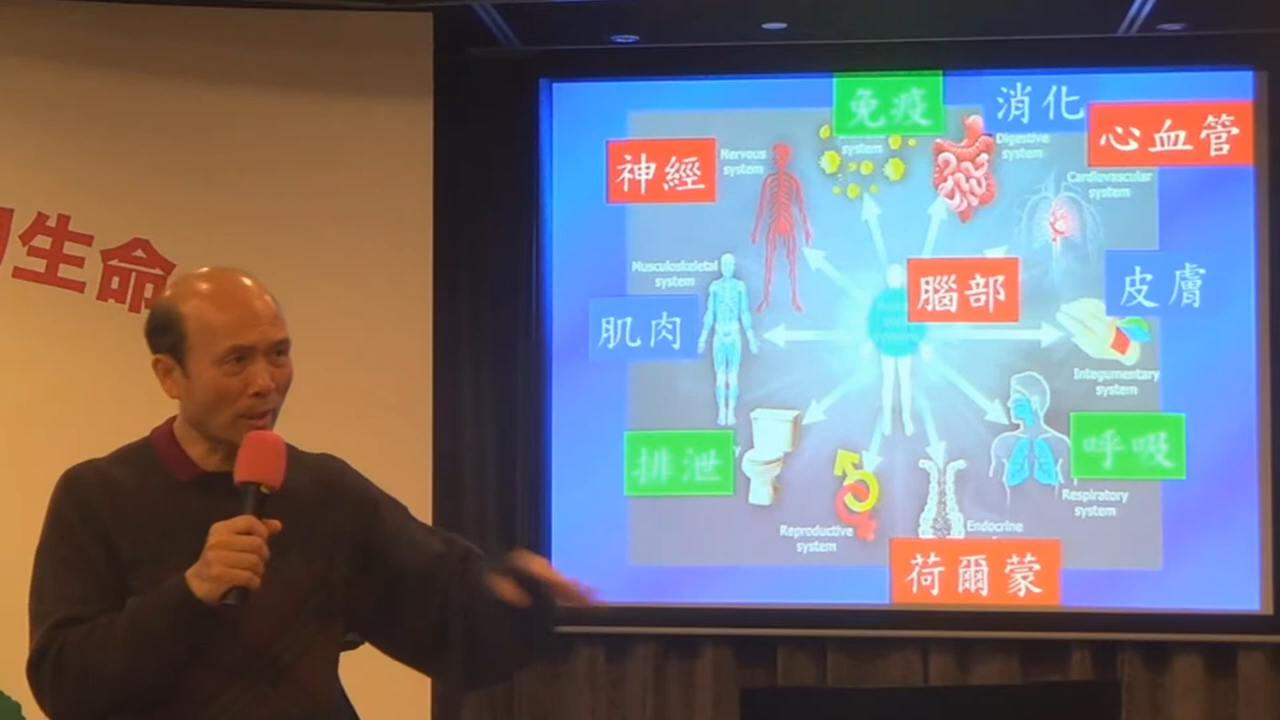 生命
免疫
system
消化
Digestive
system
心血管
Cardiovascular
system
神經
Nervous
system
Musculoskeletal
system
肌肉
腦部
皮膚
Integumentary
system
排泄
呼吸
Respiratory
system
Reproductive
system
Endocrine
荷爾蒙